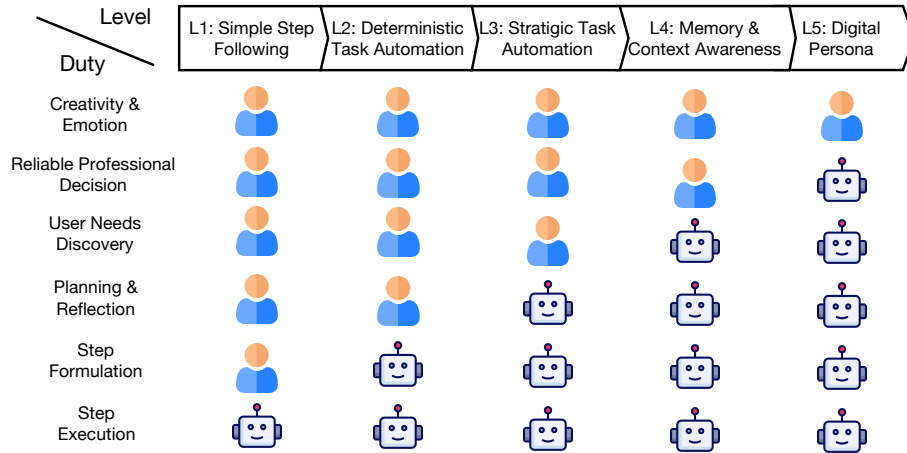 Level
Duty
L1: Simple Step
Following
L2: Deterministic
Task Automation
L3: Stratigic Task
Automation
L4: Memory &
Context Awareness
L5: Digital
Persona
Creativity &
Emotion
Reliable Professional
Decision
User Needs
Discovery
Planning &
Reflection
Step
Formulation
Step
Execution